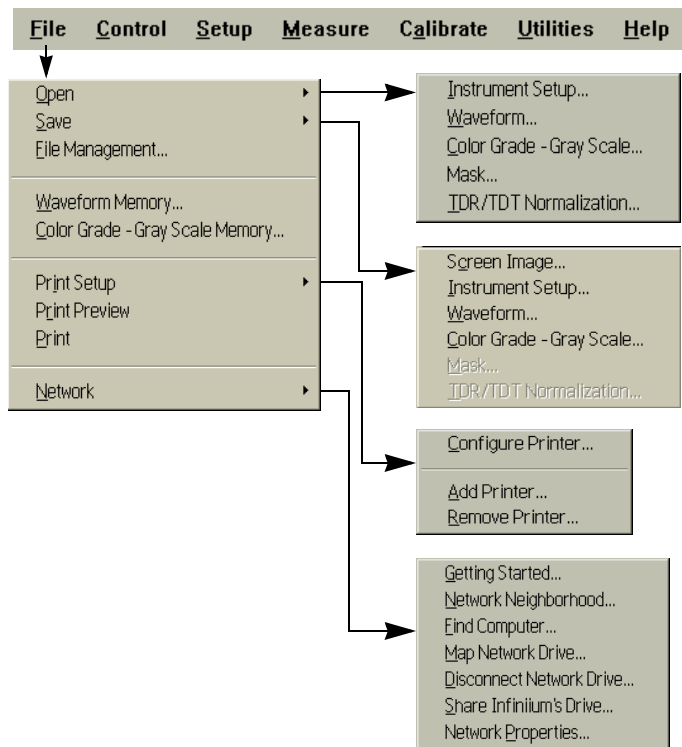 File Control Setup Measure Calibrate Utilities Help
Open
Save
File Management...
Waveform Memory...
Color Grade - Gray Scale Memory...
Print Setup
Print Preview
Print
Network
Instrument Setup...
Waveform...
Color Grade - Gray Scale...
Mask...
TDR/TDT Normalization...
Screen Image...
Instrument Setup...
Waveform...
Color Grade - Gray Scale...
Mask...
TDR/TDT Normalization...
Configure Printer...
Add Printer...
Remove Printer...
Getting Started...
Network Neighborhood...
Find Computer...
Map Network Drive...
Disconnect Network Drive...
Share Infiniium's Drive...
Network Properties...